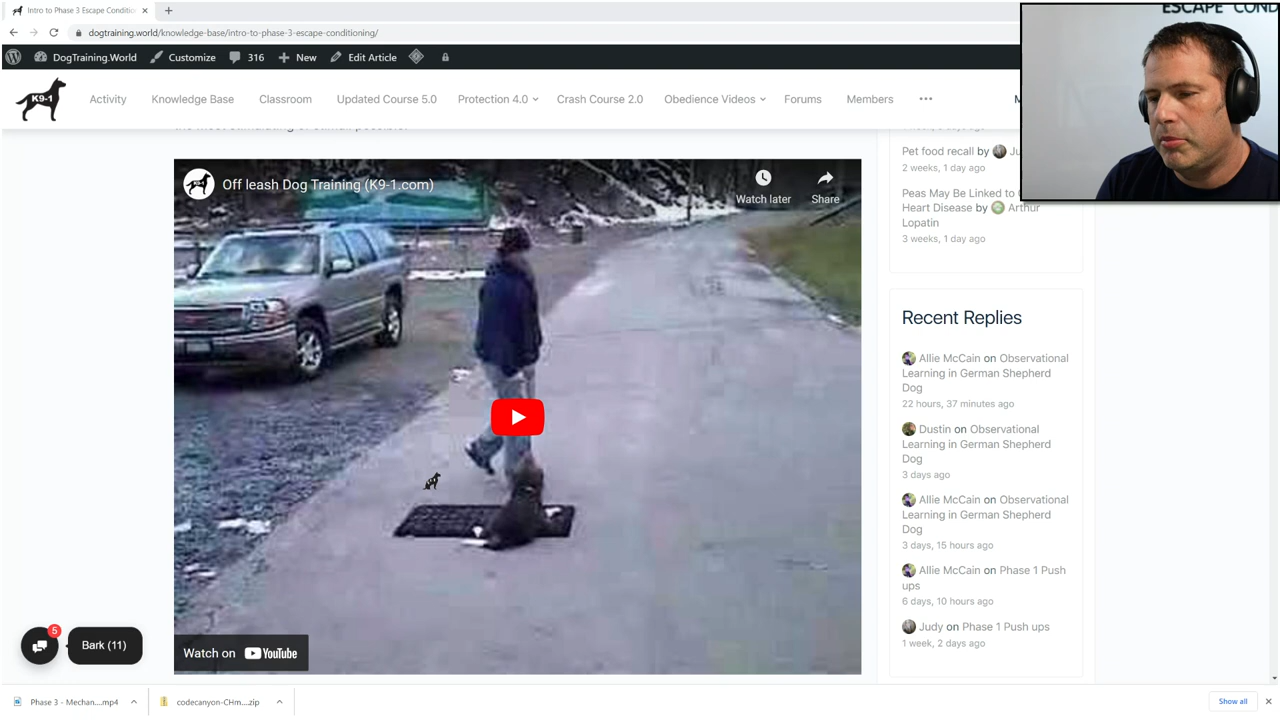 Intro to Phase 3 Escape Conditio
ESCAPE COND
dogtraining.world/knowledge-base/intro-to-phase-3-escape-conditioning/
DogTraining.World Customize 316 New Edit Article
K9-1
Activity Knowledge Base Classroom Updated Course 5.0 Protection 4.0 Crash Course 2.0 Obedience Videos Forums Members M
the most stimulating of stimuli possible.
Pet food recall by Ju
2 weeks, 1 day ago
Peas May Be Linked to
Heart Disease by Arthur
Lopatin
3 weeks, 1 day ago
Off leash Dog Training (K9-1.com)
Watch later
Share
Recent Replies
Allie McCain on Observational
Learning in German Shepherd
Dog
22 hours, 37 minutes ago
Dustin on Observational
Learning in German Shepherd
Dog
3 days ago
Allie McCain on Observational
Learning in German Shepherd
Dog
3 days, 15 hours ago
Allie McCain on Phase 1 Push
ups
6 days, 10 hours ago
Judy on Phase 1 Push ups
1 week, 2 days ago
5
Bark (11)
Watch on YouTube
Phase 3 - Mechan....mp4
codecanyon-CHm....zip
Show all